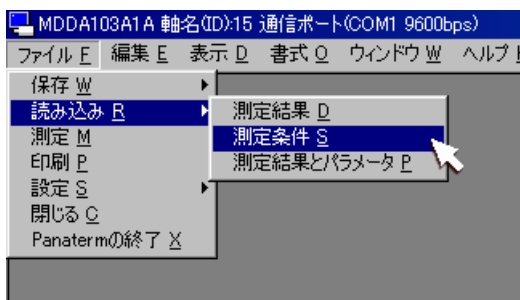 MDDA103A1A 軸名(ID):15 通信ポート(COM1 9600bps)
ファイル F 編集 E 表示 D 書式 O ウィンドウ W ヘルプ
保存 W
読み込み R
測定結果 D
測定 M
測定条件 S
印刷 P
測定結果とパラメータ P
設定 S
閉じる C
Panatermの終了 X